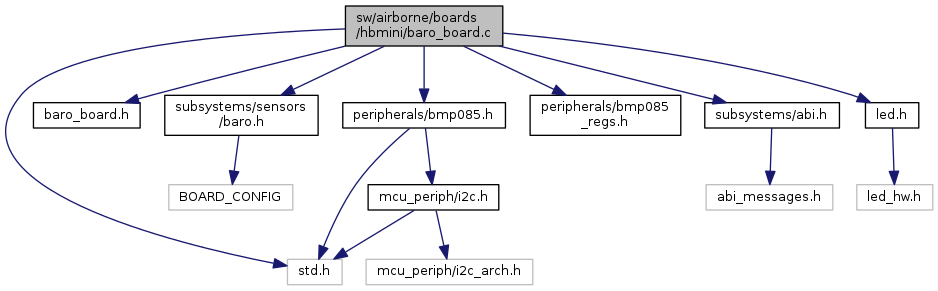 sw/airborne/boards
/hbmini/baro_board.c
baro_board.h
subsystems/sensors
/baro.h
peripherals/bmp085.h
peripherals/bmp085
_regs.h
subsystems/abi.h
led.h
BOARD_CONFIG
mcu_periph/i2c.h
abi_messages.h
led_hw.h
std.h
mcu_periph/i2c_arch.h